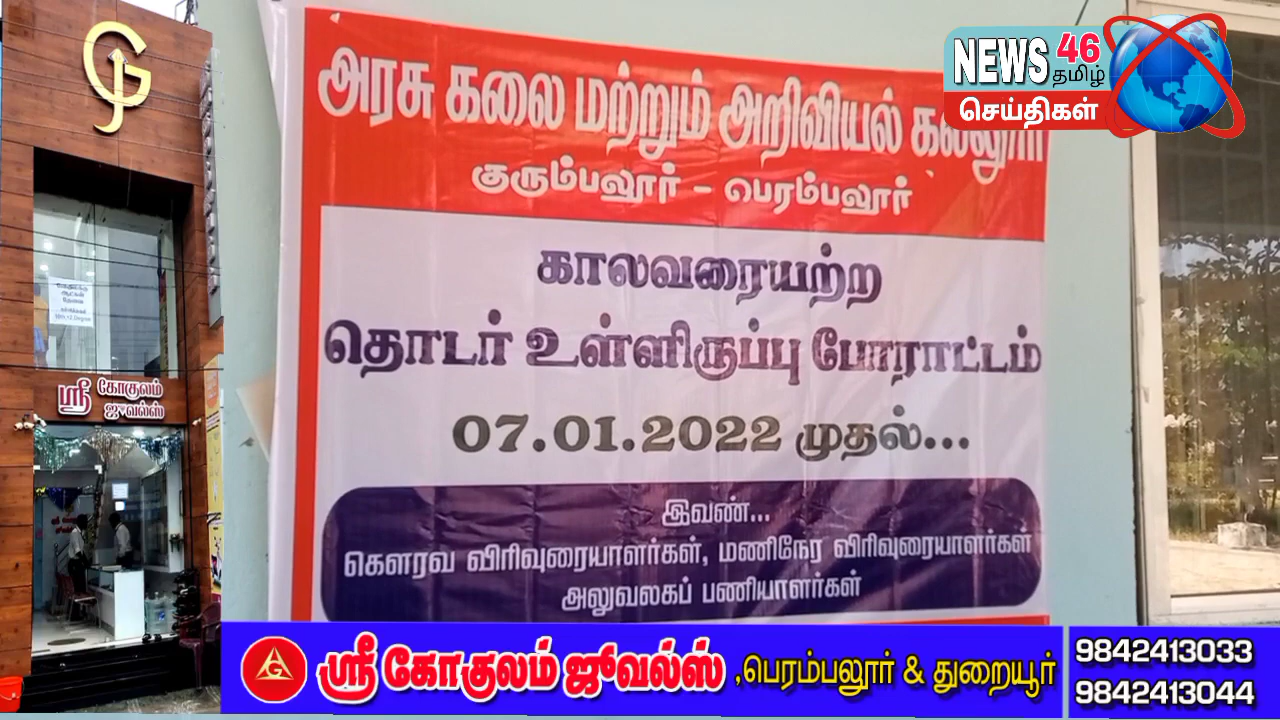 GJ
ஸ்ரீ கோகுலம்
ஜுவல்ஸ்
NEWS 46
தமிழ்
செய்திகள்
அரசு கலை மற்றும் அறிவியல் கல்லூரி
குரும்பலூர் - பெரம்பலூர்
காலவரையற்ற
தொடர் உள்ளிருப்பு போராட்டம்
07.01.2022 முதல்...
இவண்...
கௌரவ விரிவுரையாளர்கள், மணிநேர விரிவுரையாளர்கள்
அலுவலகப் பணியாளர்கள்
ஸ்ரீ கோகுலம் ஜுவல்ஸ் ,பெரம்பலூர் & துறையூர்
9842413033
9842413044